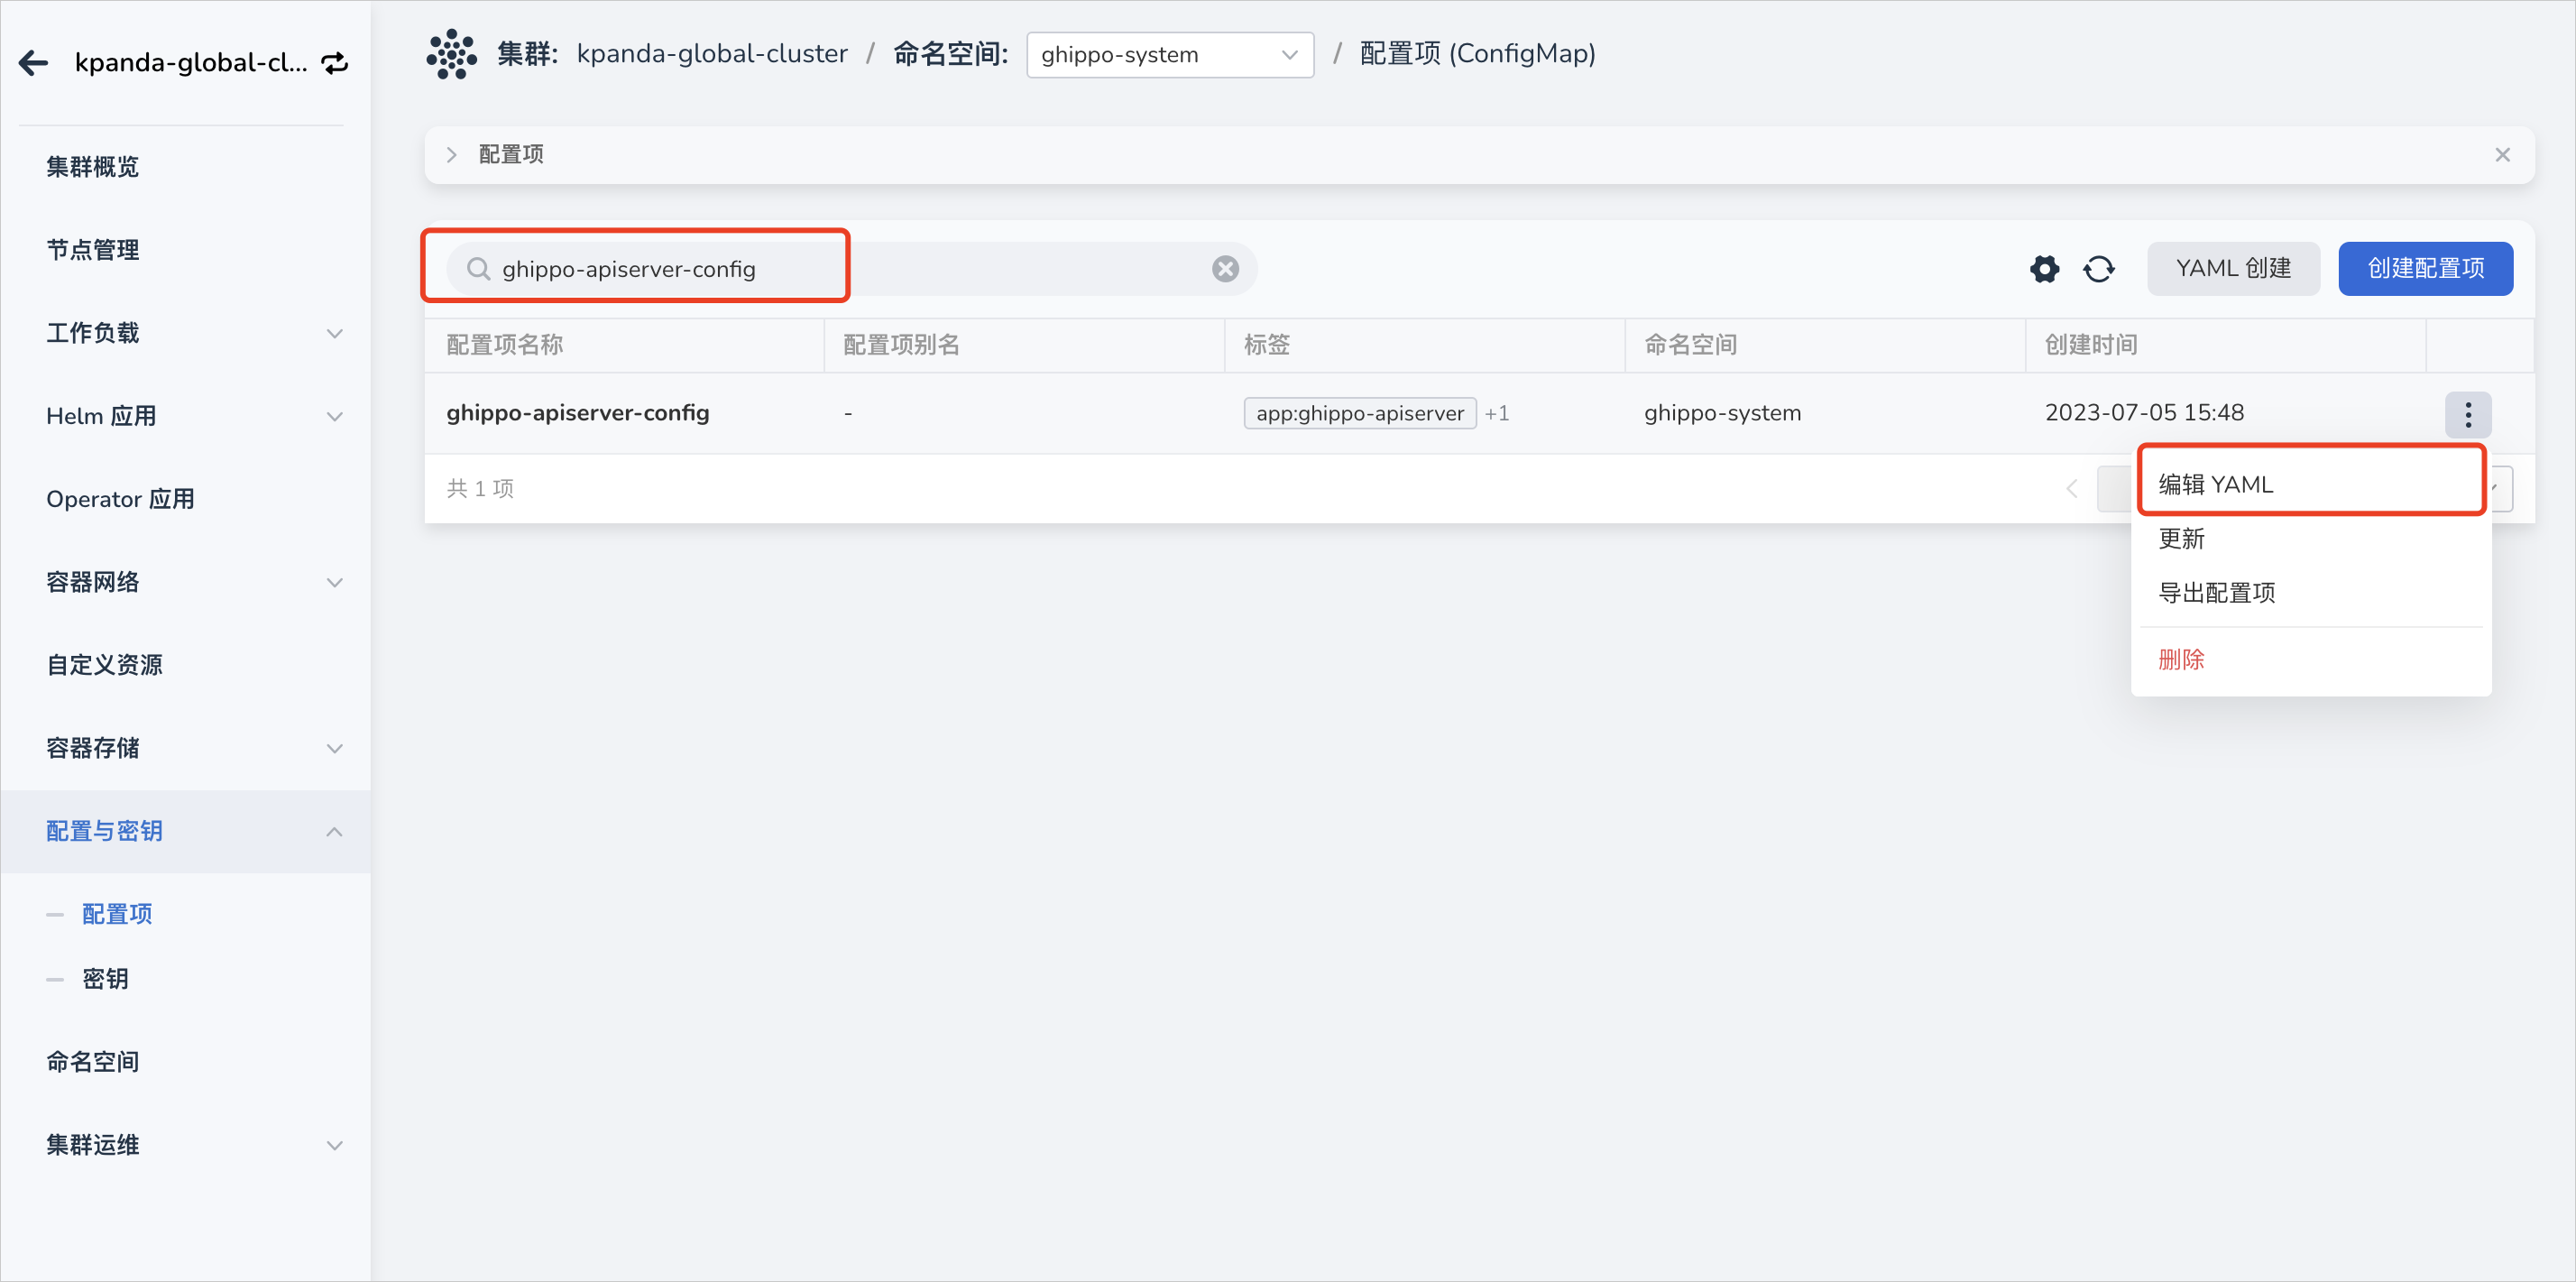 kpanda-global-cl...
集群概览
节点管理
工作负载
Helm 应用
Operator 应用
容器网络
自定义资源
容器存储
配置与密钥
配置项
密钥
命名空间
集群运维
集群: kpanda-global-cluster / 命名空间: ghippo-system / 配置项 (ConfigMap)
配置项
ghippo-apiserver-config
YAML 创建 创建配置项
配置项名称 配置项别名 标签 命名空间 创建时间
ghippo-apiserver-config - app:ghippo-apiserver +1 ghippo-system 2023-07-05 15:48
共 1 项
编辑 YAML
更新
导出配置项
删除